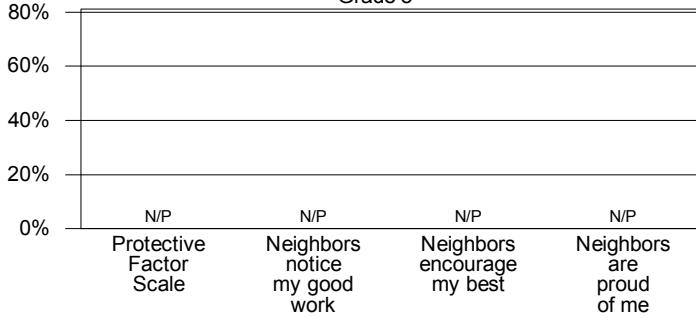 Grade
80%
60%
40%
20%
0%
N/P N/P N/P N/P
Protective Factor Scale
Neighbors notice my good work
Neighbors encourage my best
Neighbors are proud of me